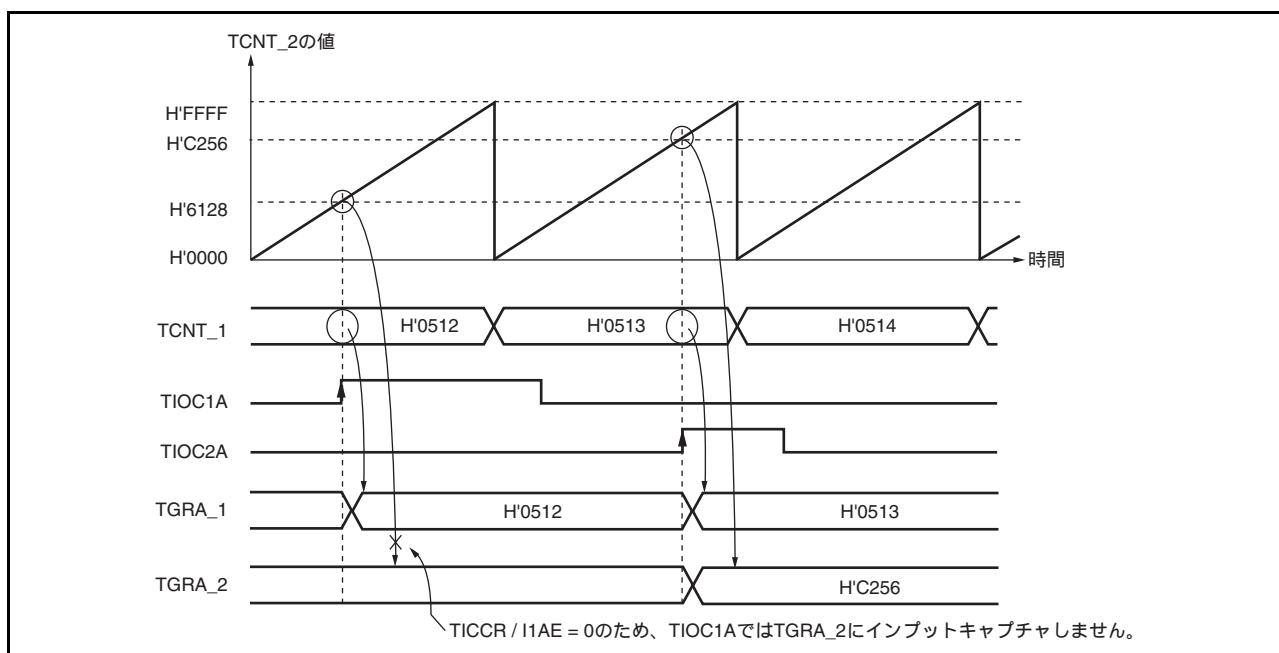 TCNT_2の値
H'FFFF
H'C256
H'6128
H'0000
時間
TCNT_1
H'0512
H'0513
H'0514
TIOC1A
TIOC2A
TGRA_1
H'0512
H'0513
TGRA_2
H'C256
TICCR / I1AE = 0のため、TIOC1AではTGRA_2にインプットキャプチャしません。